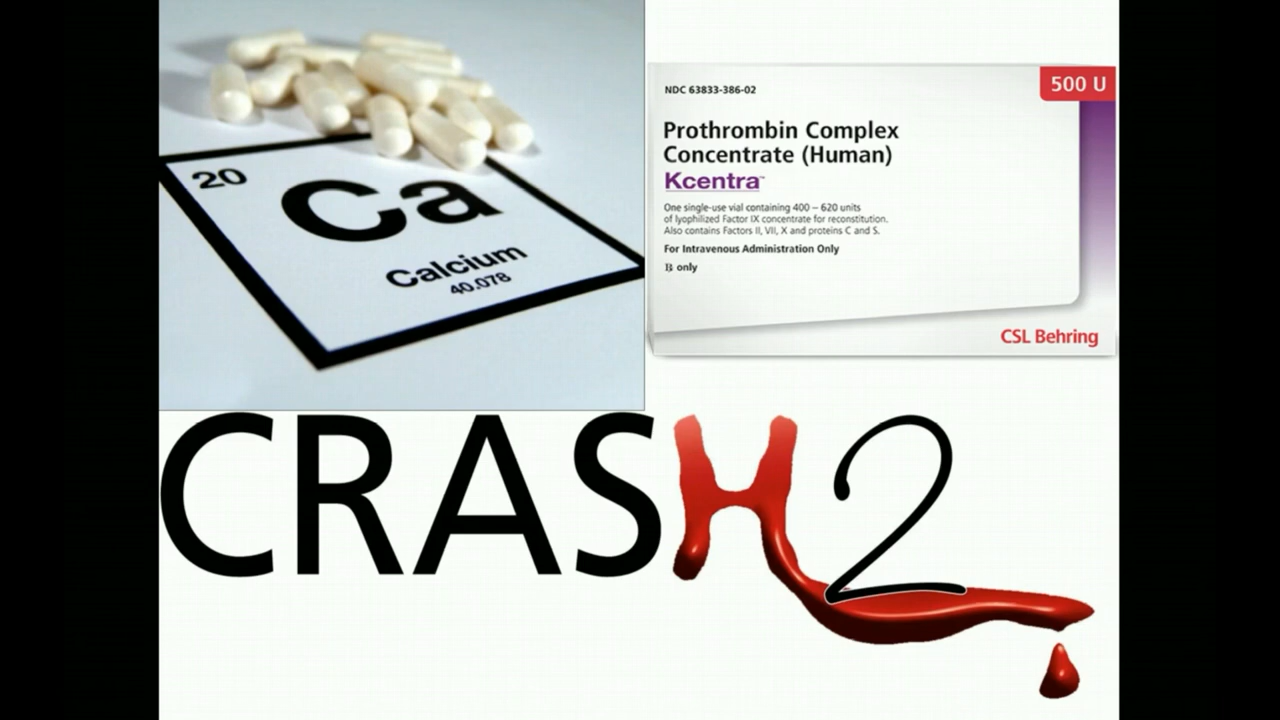 20
Ca
Calcium
40.078
NDC 63833-386-02
500 U
Prothrombin Complex
Concentrate (Human)
Kcentra™
One single-use vial containing 400 – 620 units
of lyophilized Factor IX concentrate for reconstitution.
Also contains Factors II, VII, X and proteins C and S.
For Intravenous Administration Only
℞ only
CSL Behring
CRASH2